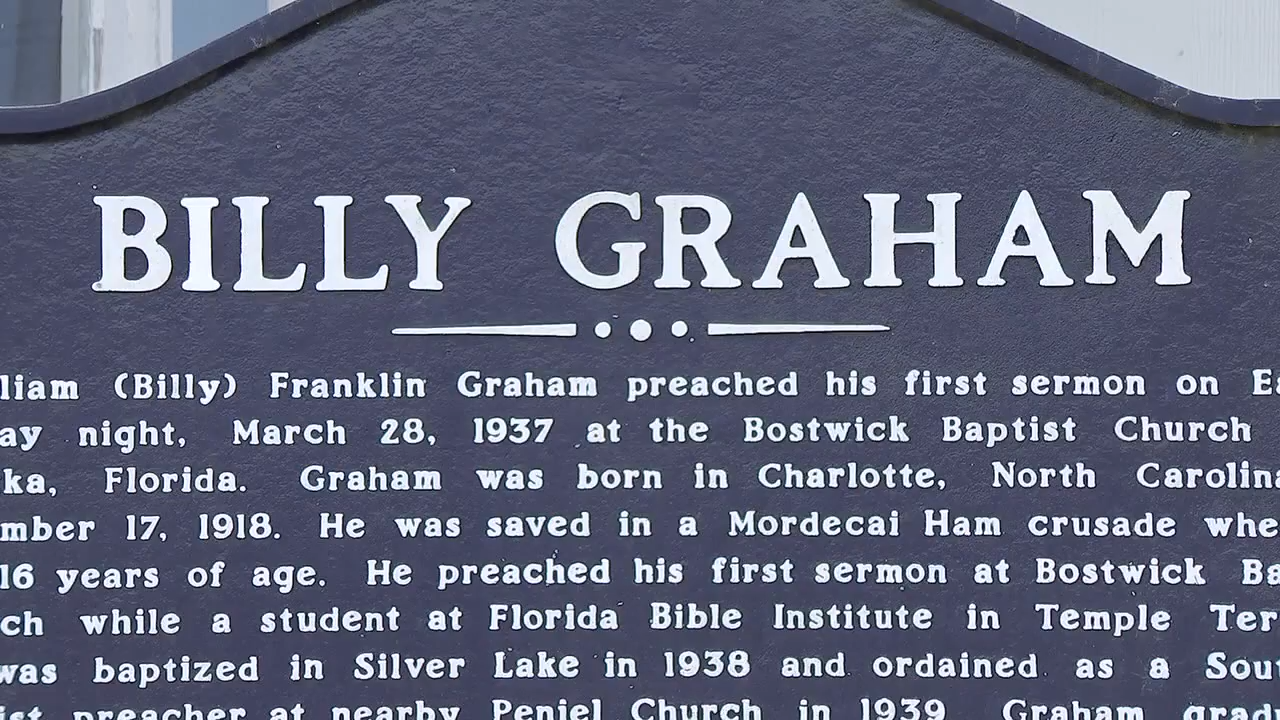 BILLY GRAHAM
liam (Billy) Franklin Graham preached his first sermon on Ea
ay night, March 28, 1937 at the Bostwick Baptist Church
ka, Florida. Graham was born in Charlotte, North Carolina
mber 17, 1918. He was saved in a Mordecai Ham crusade whe
16 years of age. He preached his first sermon at Bostwick Ba
ch while a student at Florida Bible Institute in Temple Ter
was baptized in Silver Lake in 1938 and ordained as a Sou
ist preacher at nearby Peniel Church in 1939 Graham gradu